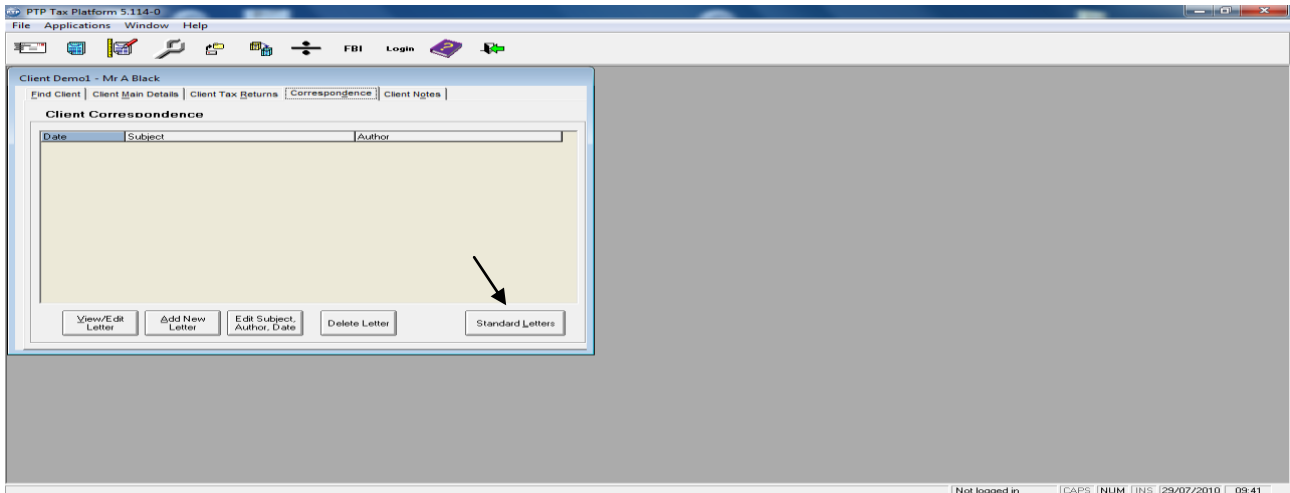 PTP Tax Platform 5.114-0
File Applications Window Help
FBI Login
Client Demo1 - Mr A Black
Find Client Client Main Details Client Tax Returns Correspondence Client Notes
Client Correspondence
Date Subject Author
View/Edit Letter
Add New Letter
Edit Subject, Author, Date
Delete Letter
Standard Letters
Not logged in CAPS NUM INS 29/07/2010 09:41